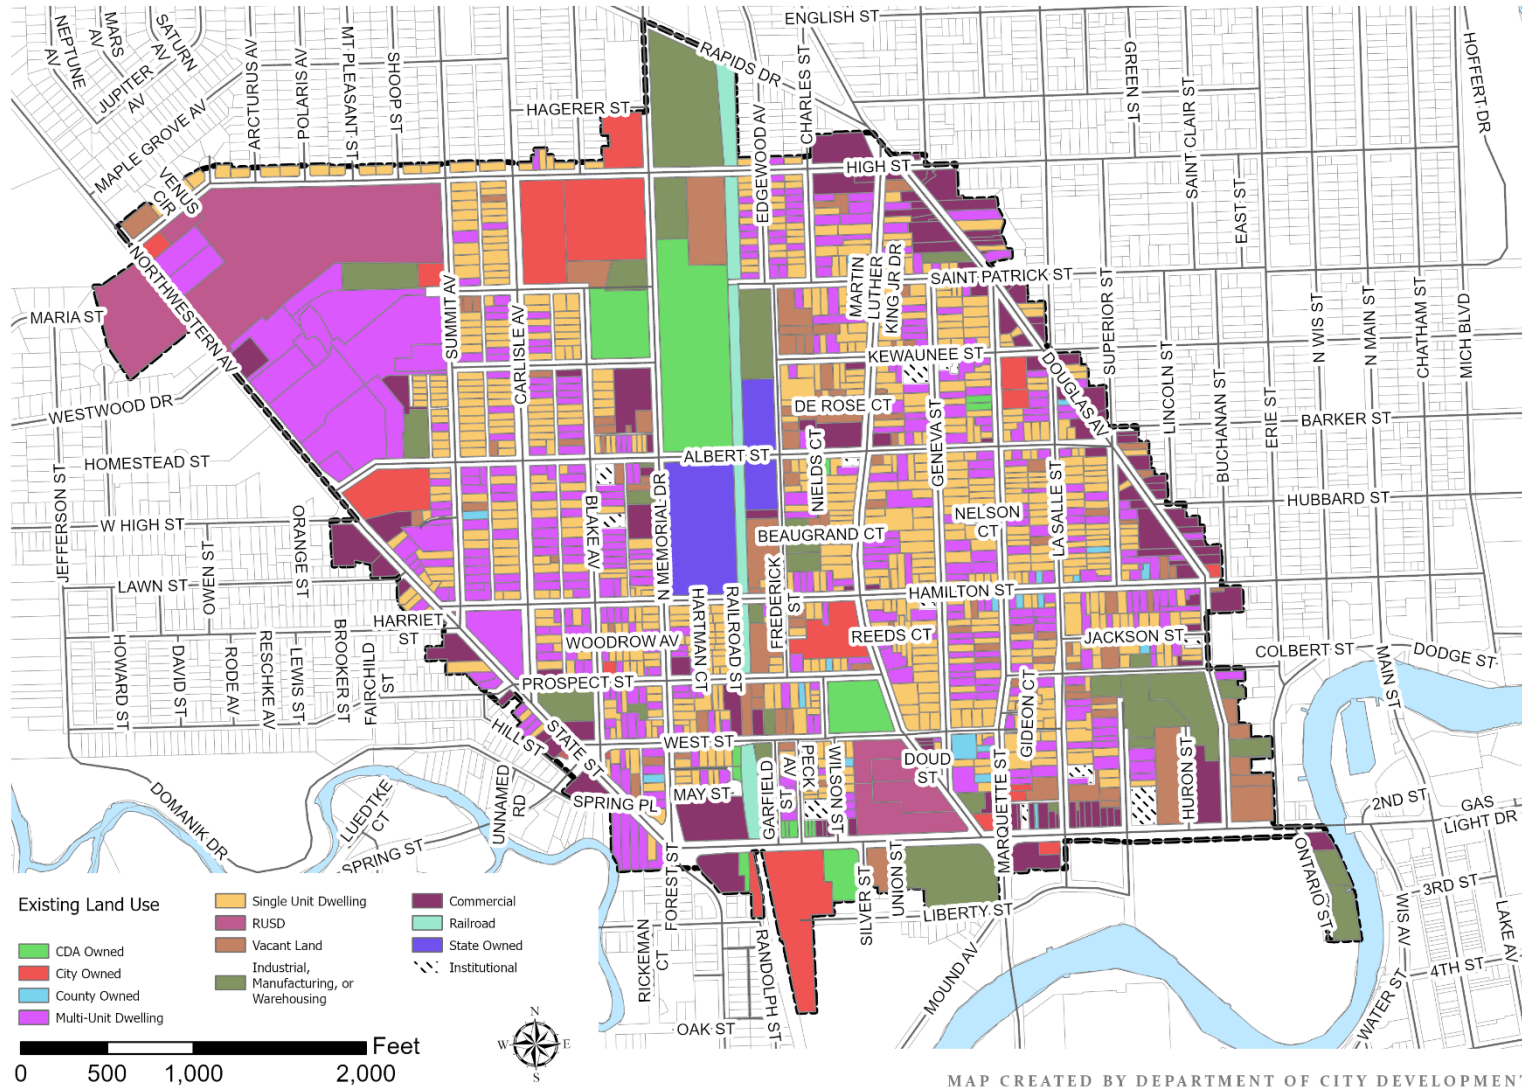 ENGLISH ST
RAPIDS DR
CHARLES ST
EDGEWOOD AV
HAGERER ST
HIGH ST
NEPTUNE
AV
MARS
AV
SATURN
AV
JUPITER
AV
MAPLE GROVE AV
ARCTURUS AV
POLARIS AV
MT PLEASANT ST
SHOOP ST
VENUS
CIR
GREEN ST
SAINT CLAIR ST
EAST ST
HOFFERT DR
NORTHWESTERN AV
MARIA ST
WESTWOOD DR
HOMESTEAD ST
W HIGH ST
LAWN ST
JEFFERSON ST
OWEN ST
ORANGE ST
SUMMIT AV
CARLISLE AV
MARTIN
LUTHER
KING JR DR
SAINT PATRICK ST
KEWAUNEE ST
DE ROSE CT
NIELDS CT
GENEVA ST
ALBERT ST
DOUGLAS AV
SUPERIOR ST
LINCOLN ST
BUCHANAN ST
ERIE ST
N WIS ST
N MAIN ST
CHATHAM ST
MICH BLVD
BARKER ST
HUBBARD ST
BLAKE AV
N MEMORIAL DR
BEAUGRAND CT
NELSON
CT
LA SALLE ST
HAMILTON ST
FREDERICK
ST
RAILROAD ST
HARTMAN CT
WOODROW AV
REEDS CT
JACKSON ST
HARRIET
ST
PROSPECT ST
HOWARD ST
DAVID ST
RODE AV
RESCHKE AV
LEWIS ST
BROOKER ST
FAIRCHILD
ST
COLBERT ST
MAIN ST
DODGE ST
GIDEON CT
HILL ST
STATE ST
WEST ST
MAY ST
SPRING PL
UNNAMED
RD
DOMANIK DR
LUEDTKE
CT
SPRING ST
GARFIELD
ST
PECK
AV
WILSON ST
DOUD
ST
MARQUETTE ST
HURON ST
2ND ST
GAS
LIGHT DR
3RD ST
4TH ST
LAKE AV
WIS AV
WATER ST
ONTARIO ST
FOREST ST
RICKEMAN
CT
RANDOLPH ST
SILVER ST
UNION ST
LIBERTY ST
MOUND AV
OAK ST
Existing Land Use
CDA Owned
City Owned
County Owned
Multi-Unit Dwelling
Single Unit Dwelling
RUSD
Vacant Land
Industrial,
Manufacturing, or
Warehousing
Commercial
Railroad
State Owned
Institutional
N
W
E
S
Feet
0
500
1,000
2,000
MAP CREATED BY DEPARTMENT OF CITY DEVELOPMENT